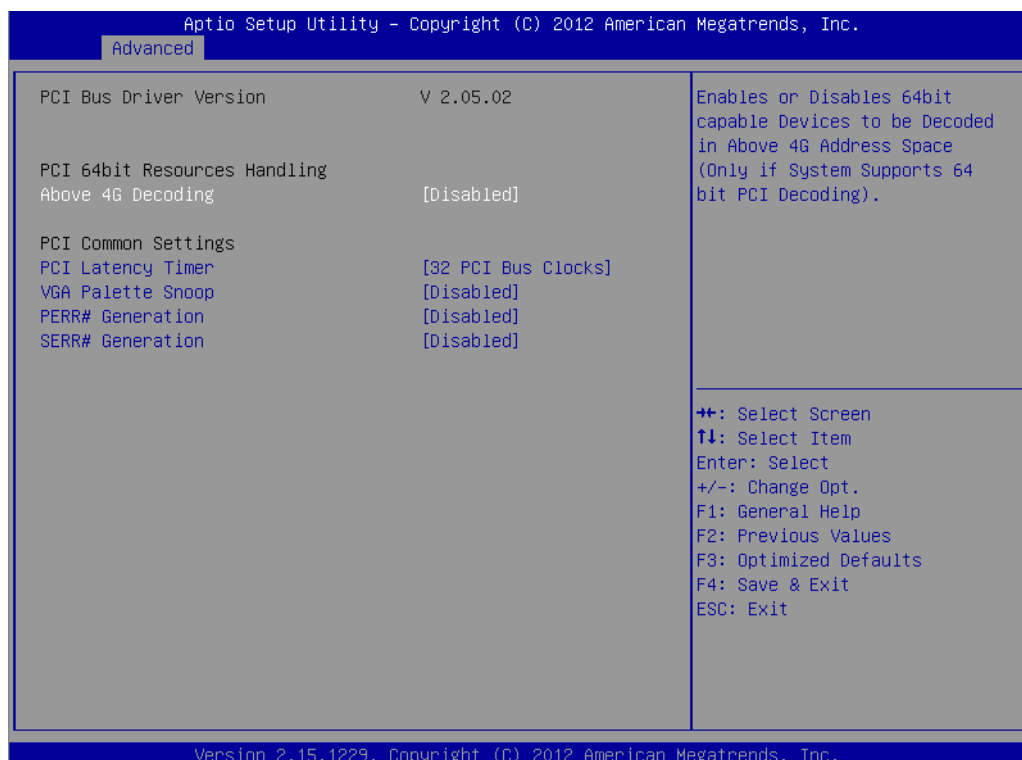 Aptio Setup Utility – Copyright (C) 2012 American Megatrends, Inc.
Advanced
PCI Bus Driver Version V 2.05.02
PCI 64bit Resources Handling
Above 4G Decoding [Disabled]
PCI Common Settings
PCI Latency Timer [32 PCI Bus Clocks]
VGA Palette Snoop [Disabled]
PERR# Generation [Disabled]
SERR# Generation [Disabled]
Enables or Disables 64bit
capable Devices to be Decoded
in Above 4G Address Space
(Only if System Supports 64
bit PCI Decoding).
→←: Select Screen
↑↓: Select Item
Enter: Select
+/-: Change Opt.
F1: General Help
F2: Previous Values
F3: Optimized Defaults
F4: Save & Exit
ESC: Exit
Version 2.15.1229. Copyright (C) 2012 American Megatrends, Inc.